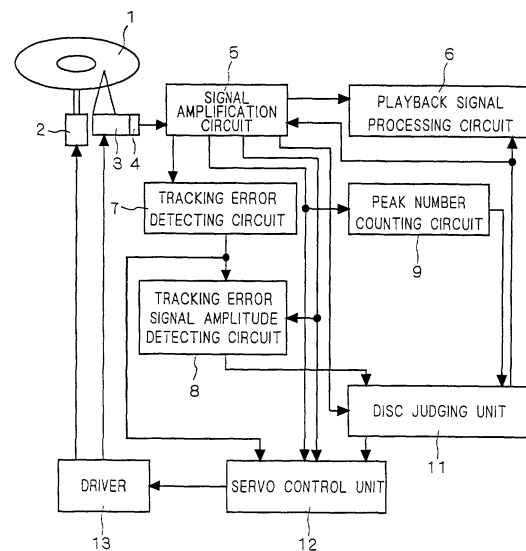 1
5
6
SIGNAL
AMPLIFICATION
CIRCUIT
PLAYBACK SIGNAL
PROCESSING CIRCUIT
2
3
4
7
TRACKING ERROR
DETECTING CIRCUIT
PEAK NUMBER
COUNTING CIRCUIT
9
TRACKING ERROR
SIGNAL AMPLITUDE
DETECTING CIRCUIT
8
DISC JUDGING UNIT
11
DRIVER
SERVO CONTROL UNIT
13
12